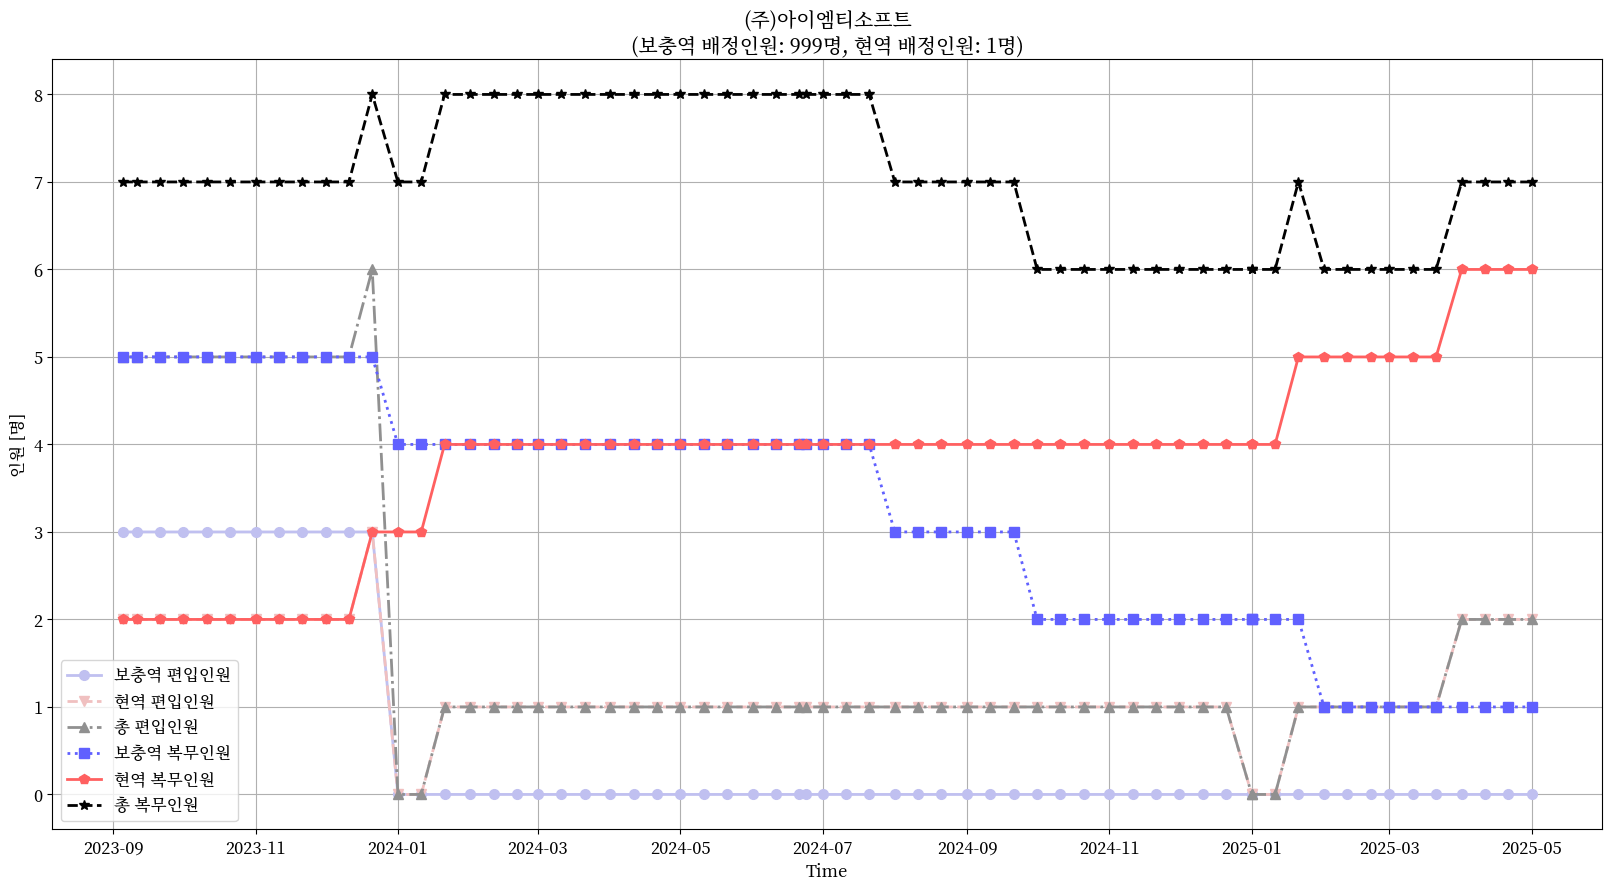 (주)아이엠티소프트
(보충역 배정인원: 999명, 현역 배정인원: 1명)
인원 [명]
8
7
6
5
4
3
2
1
0
보충역 편입인원
현역 편입인원
총 편입인원
보충역 복무인원
현역 복무인원
총 복무인원
2023-09 2023-11 2024-01 2024-03 2024-05 2024-07 2024-09 2024-11 2025-01 2025-03 2025-05
Time